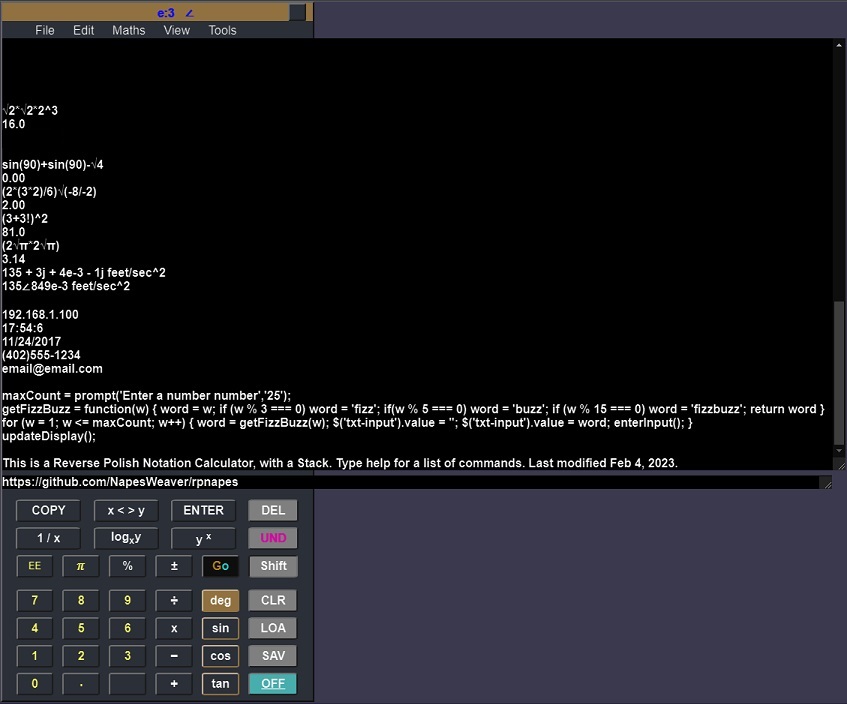 e:3 ∠
File Edit Maths View Tools
√2*√2*2^3
16.0
sin(90)+sin(90)-√4
0.00
(2*(3*2)/6)√(-8/-2)
2.00
(3+3!)^2
81.0
(2√π*2√π)
3.14
135 + 3j + 4e-3 - 1j feet/sec^2
135∠849e-3 feet/sec^2
192.168.1.100
17:54:6
11/24/2017
(402)555-1234
email@email.com
maxCount = prompt('Enter a number number','25');
getFizzBuzz = function(w) { word = w; if (w % 3 === 0) word = 'fizz'; if(w % 5 === 0) word = 'buzz'; if (w % 15 === 0) word = 'fizzbuzz'; return word }
for (w = 1; w <= maxCount; w++) { word = getFizzBuzz(w); $('txt-input').value = ''; $('txt-input').value = word; enterInput(); }
updateDisplay();
This is a Reverse Polish Notation Calculator, with a Stack. Type help for a list of commands. Last modified Feb 4, 2023.
https://github.com/NapesWeaver/rpnapes
COPY x < > y ENTER DEL
1 / x logₓy yˣ UND
EE π % ± Go Shift
7 8 9 ÷ deg CLR
4 5 6 x sin LOA
1 2 3 − cos SAV
0 . + tan OFF